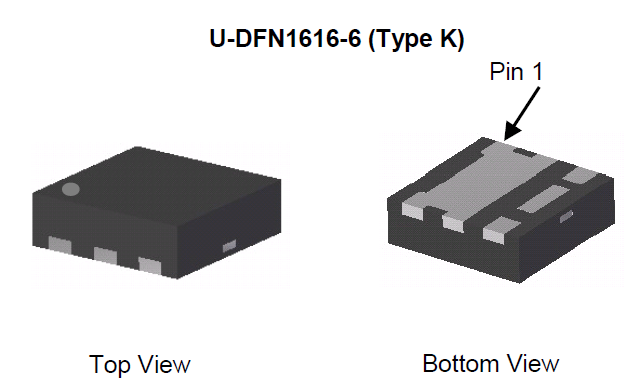 U-DFN1616-6 (Type K)
Pin 1
Top View
Bottom View